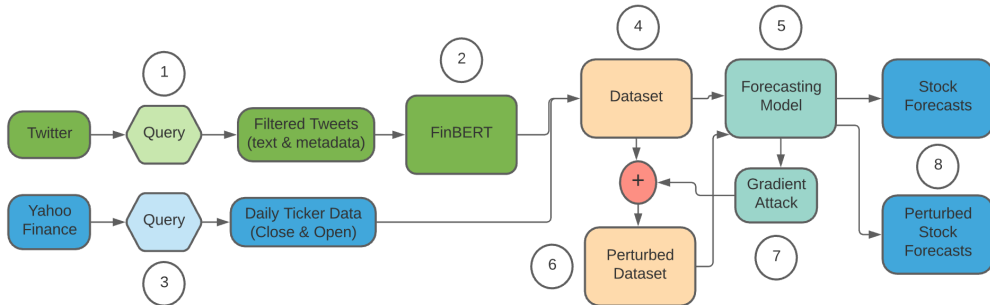 1
2
3
4
5
6
7
8
Twitter
Query
Filtered Tweets
(text & metadata)
FinBERT
Yahoo
Finance
Query
Daily Ticker Data
(Close & Open)
Dataset
+
Perturbed
Dataset
Forecasting
Model
Gradient
Attack
Stock
Forecasts
Perturbed
Stock
Forecasts